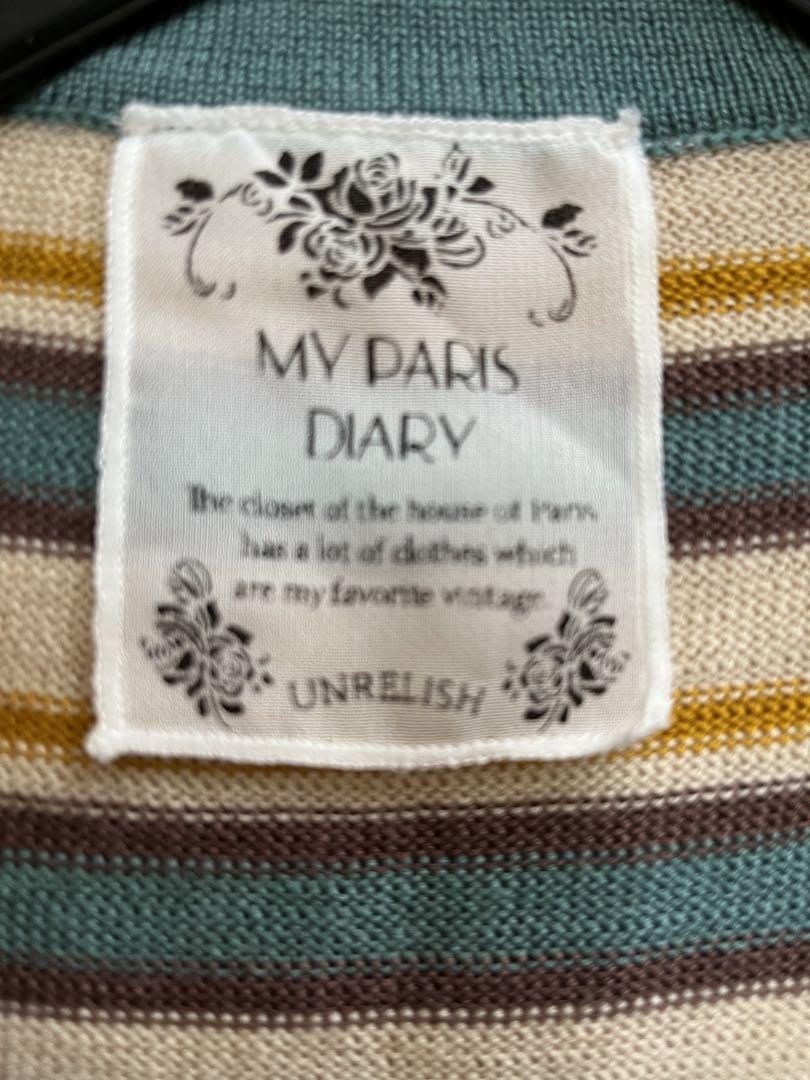 MY PARIS
DIARY
The closet of the house of Paris
has a lot of clothes which
are my favorite vintage.
UNRELISH